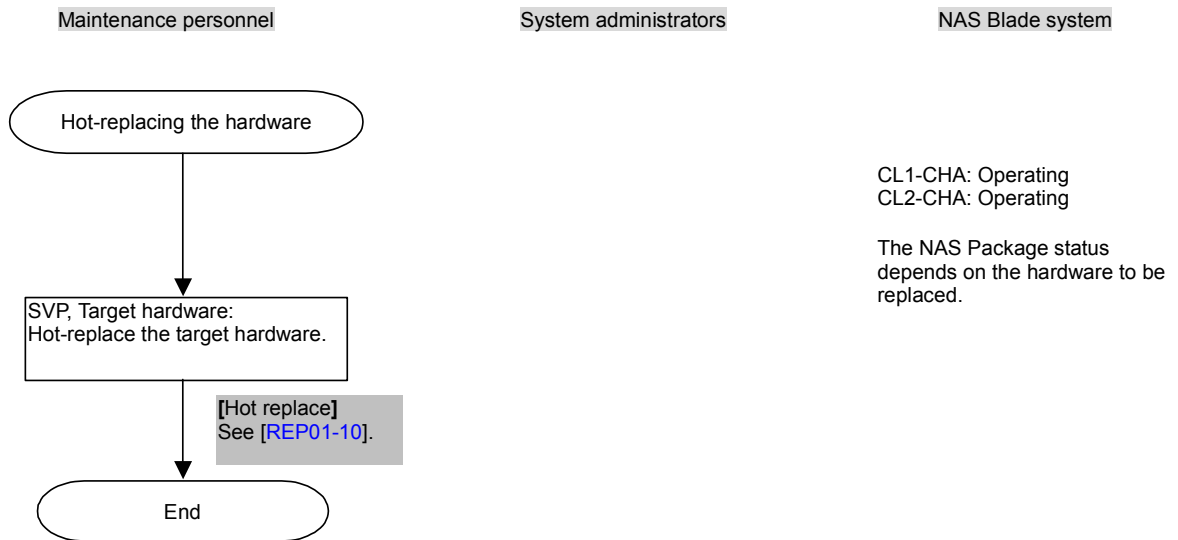 Maintenance personnel
System administrators
NAS Blade system
Hot-replacing the hardware
CL1-CHA: Operating
CL2-CHA: Operating
The NAS Package status
depends on the hardware to be
replaced.
SVP, Target hardware:
Hot-replace the target hardware.
[Hot replace]
See [REP01-10].
End